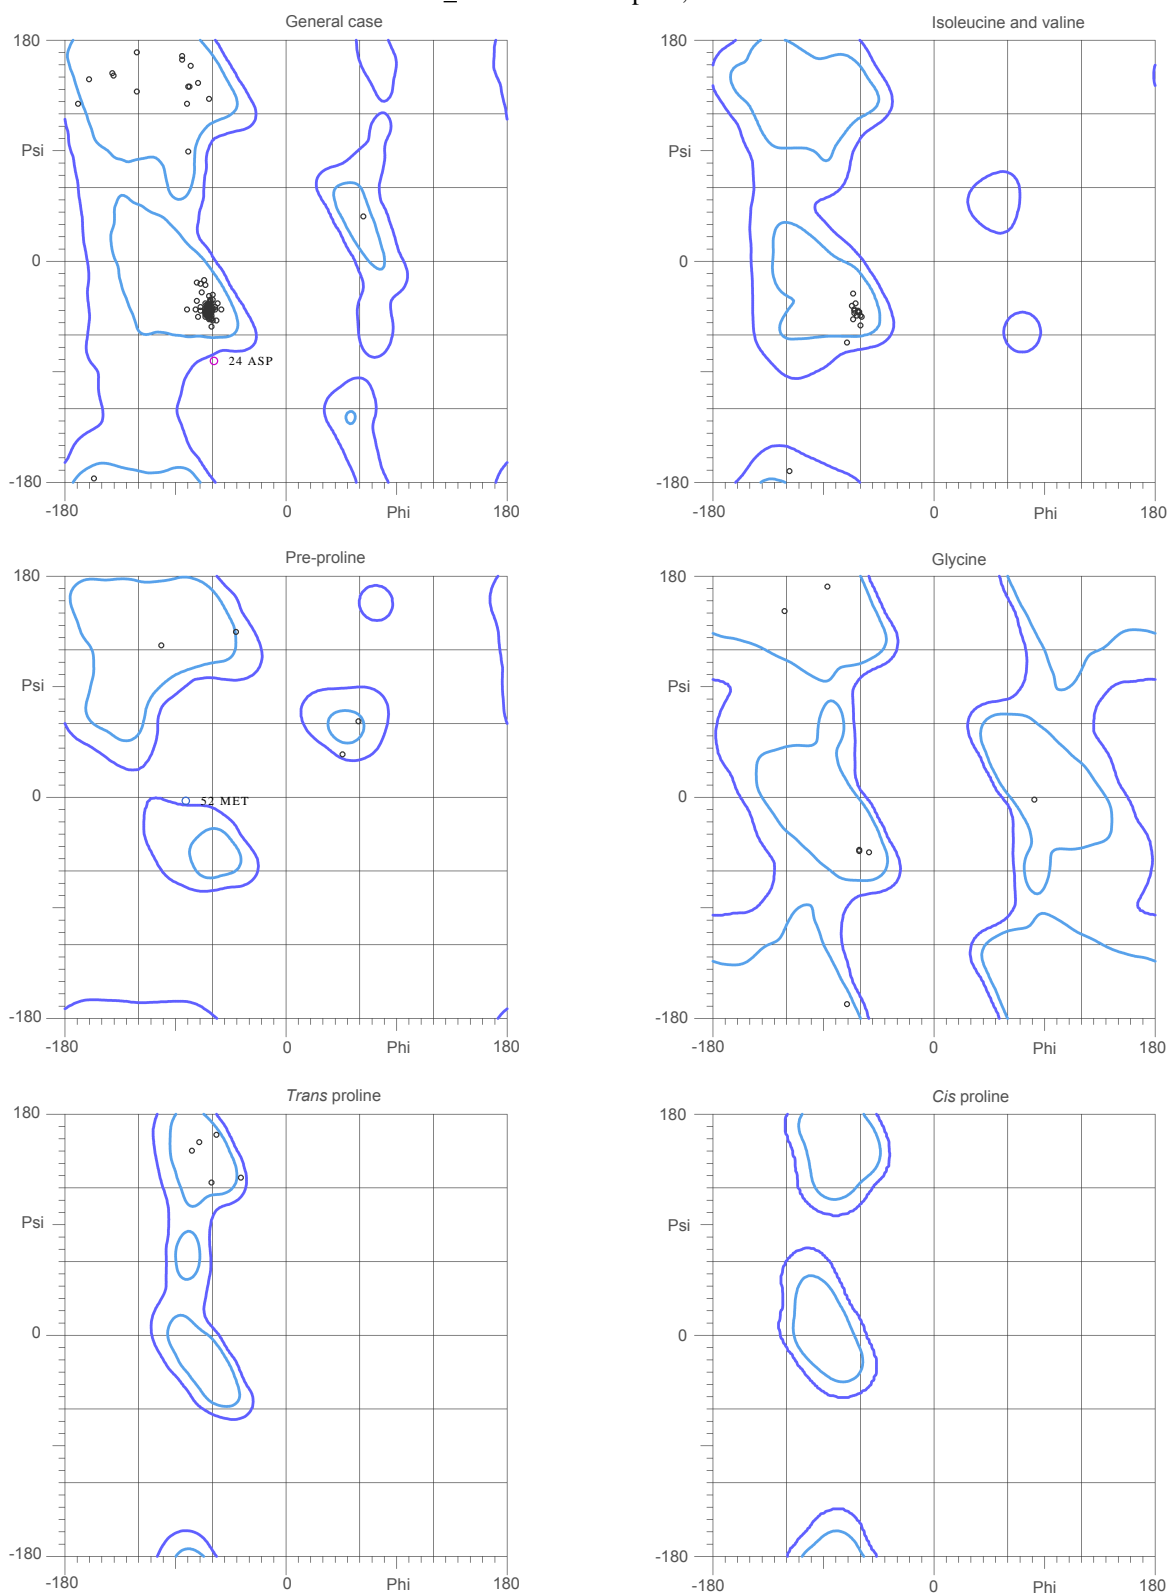 General case
Isoleucine and valine
180
Psi
0
24 ASP
-180
-180
0
Phi
180
180
Psi
0
-180
-180
0
Phi
180
Pre-proline
Glycine
180
Psi
0
52 MET
-180
-180
0
Phi
180
180
Psi
0
-180
-180
0
Phi
180
Trans proline
Cis proline
180
Psi
0
-180
-180
0
Phi
180
180
Psi
0
-180
-180
0
Phi
180